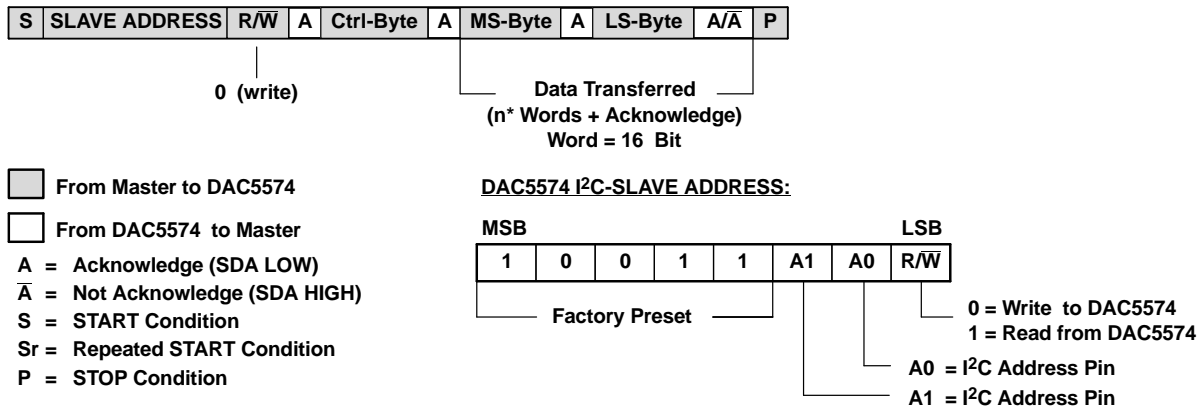 S SLAVE ADDRESS R/W̅ A Ctrl-Byte A MS-Byte A LS-Byte A/A̅ P
0 (write)
Data Transferred
(n* Words + Acknowledge)
Word = 16 Bit
From Master to DAC5574
From DAC5574 to Master
A = Acknowledge (SDA LOW)
A̅ = Not Acknowledge (SDA HIGH)
S = START Condition
Sr = Repeated START Condition
P = STOP Condition
DAC5574 I²C-SLAVE ADDRESS:
MSB LSB
1 0 0 1 1 A1 A0 R/W̅
Factory Preset
0 = Write to DAC5574
1 = Read from DAC5574
A0 = I²C Address Pin
A1 = I²C Address Pin